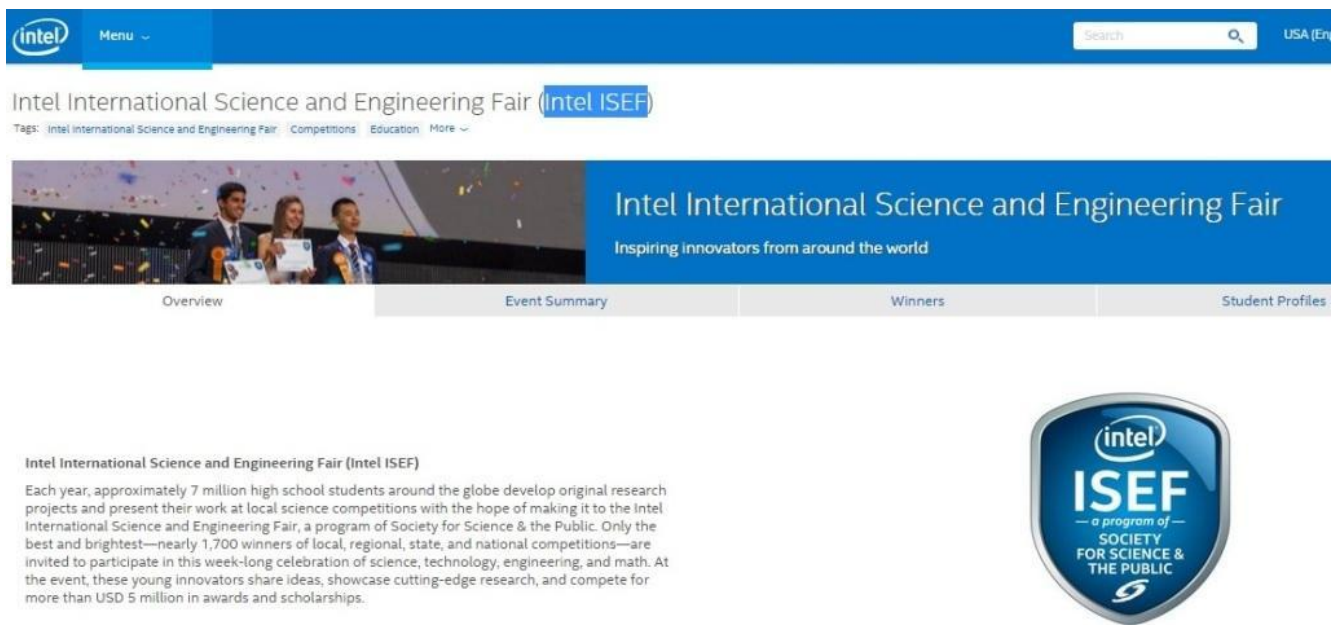 intel Menu Search USA (En
Intel International Science and Engineering Fair (Intel ISEF)
Tags: Intel International Science and Engineering Fair Competitions Education More
Intel International Science and Engineering Fair
Inspiring innovators from around the world
Overview Event Summary Winners Student Profiles
intel
ISEF
a program of
SOCIETY
FOR SCIENCE &
THE PUBLIC
Intel International Science and Engineering Fair (Intel ISEF)
Each year, approximately 7 million high school students around the globe develop original research
projects and present their work at local science competitions with the hope of making it to the Intel
International Science and Engineering Fair, a program of Society for Science & the Public. Only the
best and brightest—nearly 1,700 winners of local, regional, state, and national competitions—are
invited to participate in this week-long celebration of science, technology, engineering, and math. At
the event, these young innovators share ideas, showcase cutting-edge research, and compete for
more than USD 5 million in awards and scholarships.